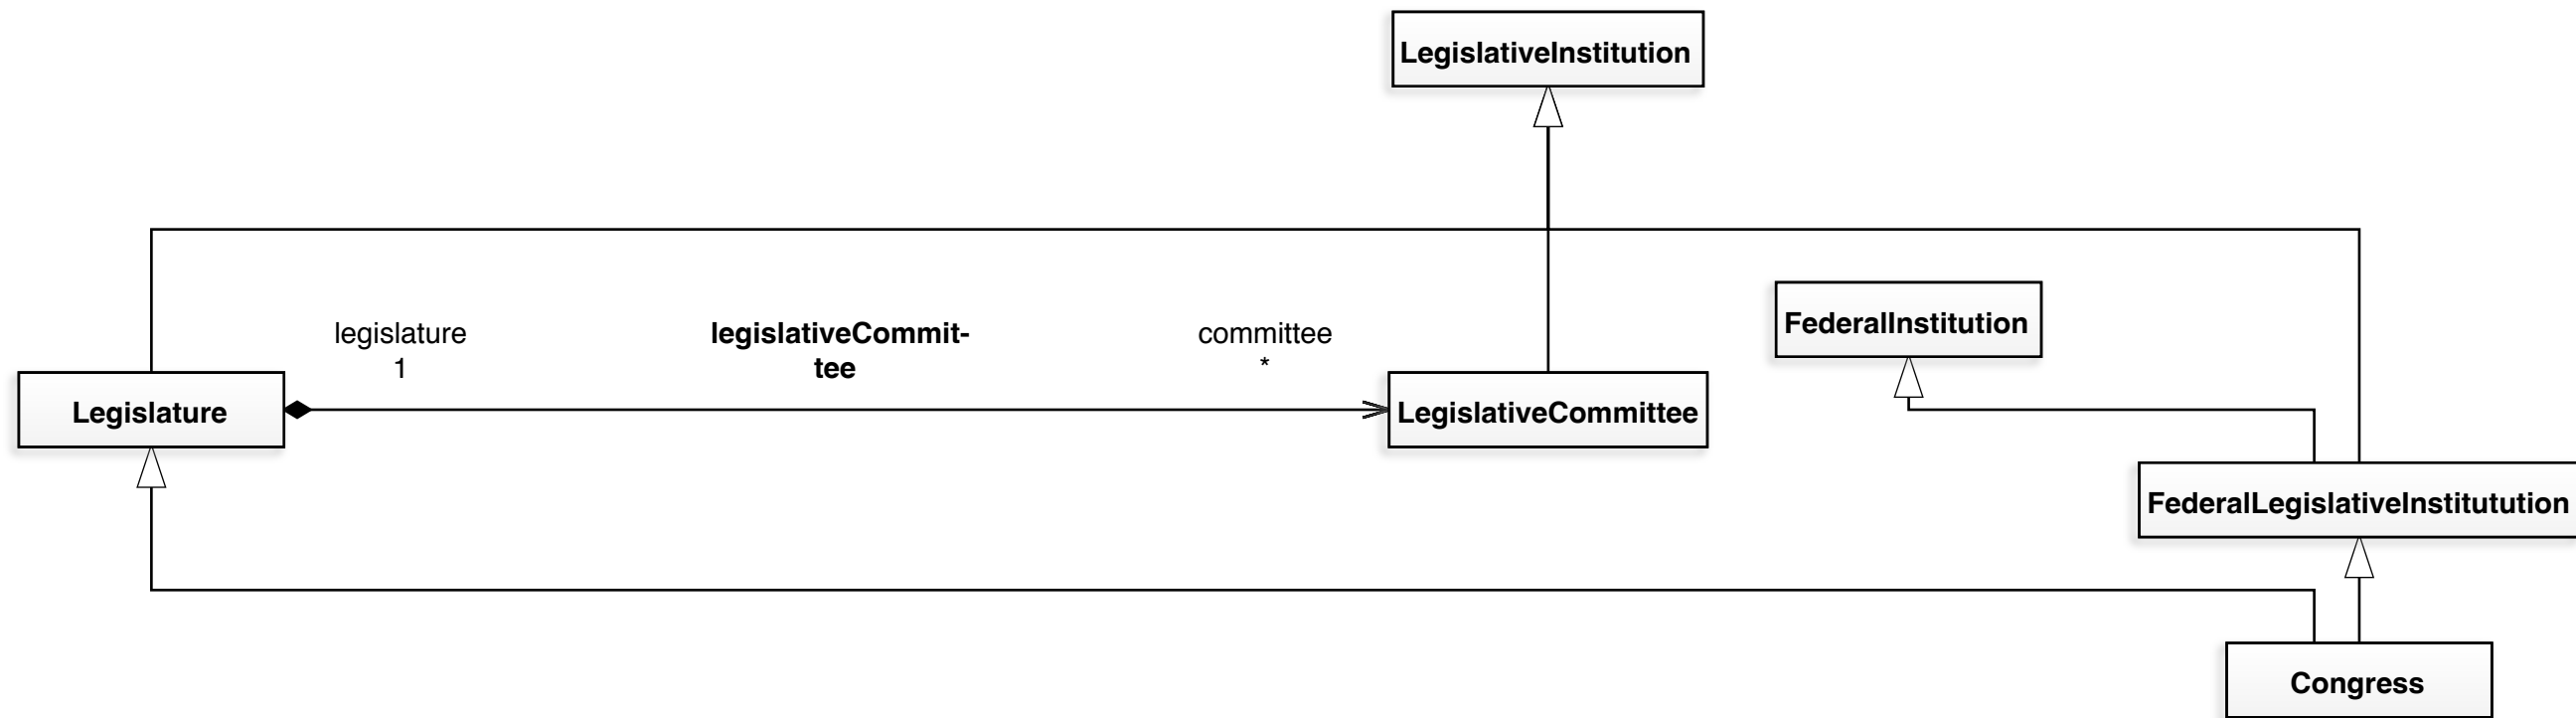 LegislativeInstitution
FederalInstitution
legislature
legislativeCommit-
committee
1
tee
*
Legislature
LegislativeCommittee
FederalLegislativeInstitutution
Congress